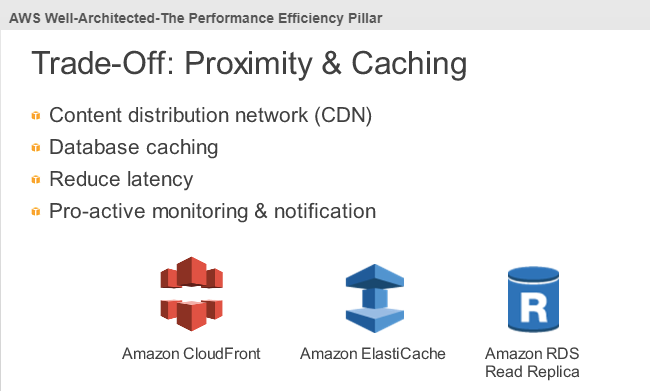 AWS Well-Architected-The Performance Efficiency Pillar
Trade-Off: Proximity & Caching
Content distribution network (CDN)
Database caching
Reduce latency
Pro-active monitoring & notification
R
Amazon CloudFront
Amazon ElastiCache
Amazon RDS
Read Replica